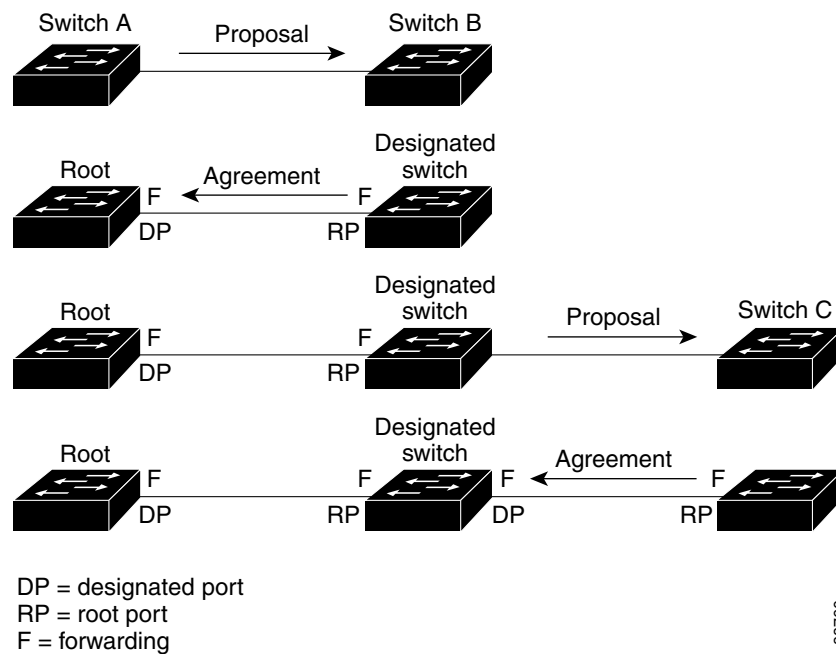 Switch A
Proposal
Switch B
Root
F
Agreement
F
Designated
switch
DP
RP
Root
F
F
Designated
switch
Proposal
Switch C
DP
RP
Root
F
F
Designated
switch
F
Agreement
F
DP
RP
DP
RP
DP = designated port
RP = root port
F = forwarding